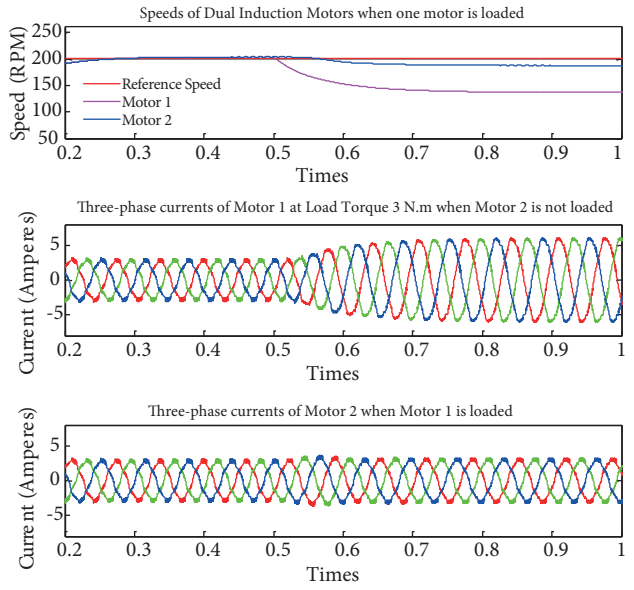 Speeds of Dual Induction Motors when one motor is loaded
Speed (RPM)
250
200
150
100
50
Reference Speed
Motor 1
Motor 2
0.2 0.3 0.4 0.5 0.6 0.7 0.8 0.9 1
Times
Three-phase currents of Motor 1 at Load Torque 3 N.m when Motor 2 is not loaded
Current (Amperes)
5
0
−5
0.2 0.3 0.4 0.5 0.6 0.7 0.8 0.9 1
Times
Three-phase currents of Motor 2 when Motor 1 is loaded
Current (Amperes)
5
0
−5
0.2 0.3 0.4 0.5 0.6 0.7 0.8 0.9 1
Times